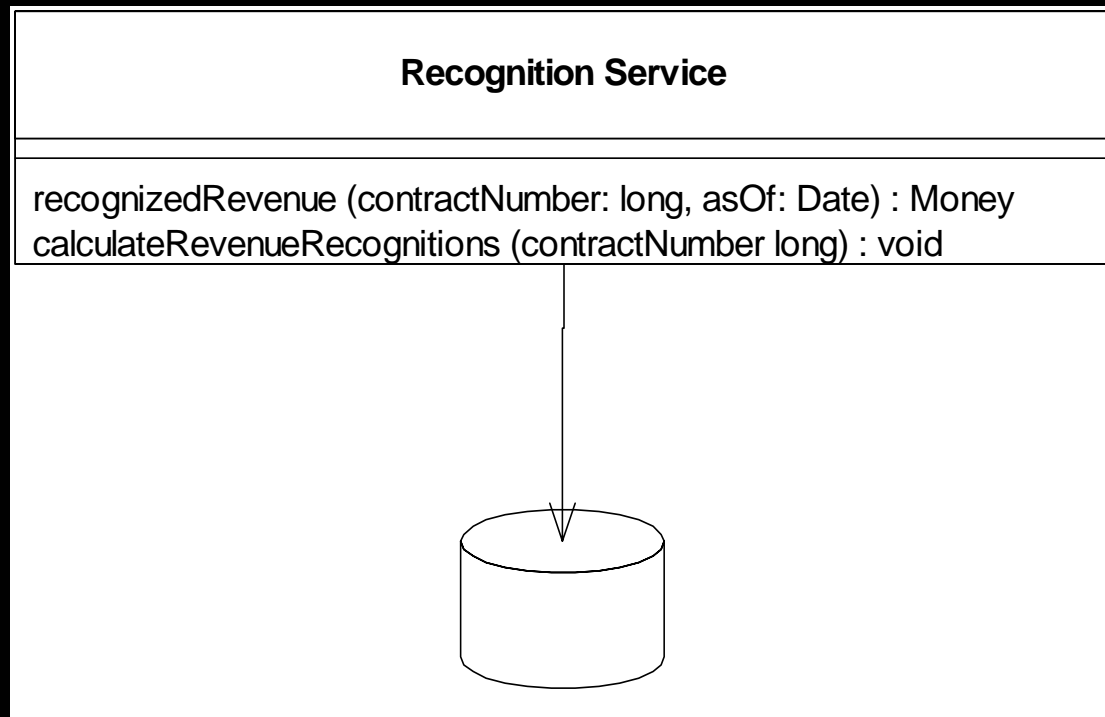 Recognition Service
recognizedRevenue (contractNumber: long, asOf: Date) : Money
calculateRevenueRecognitions (contractNumber long) : void